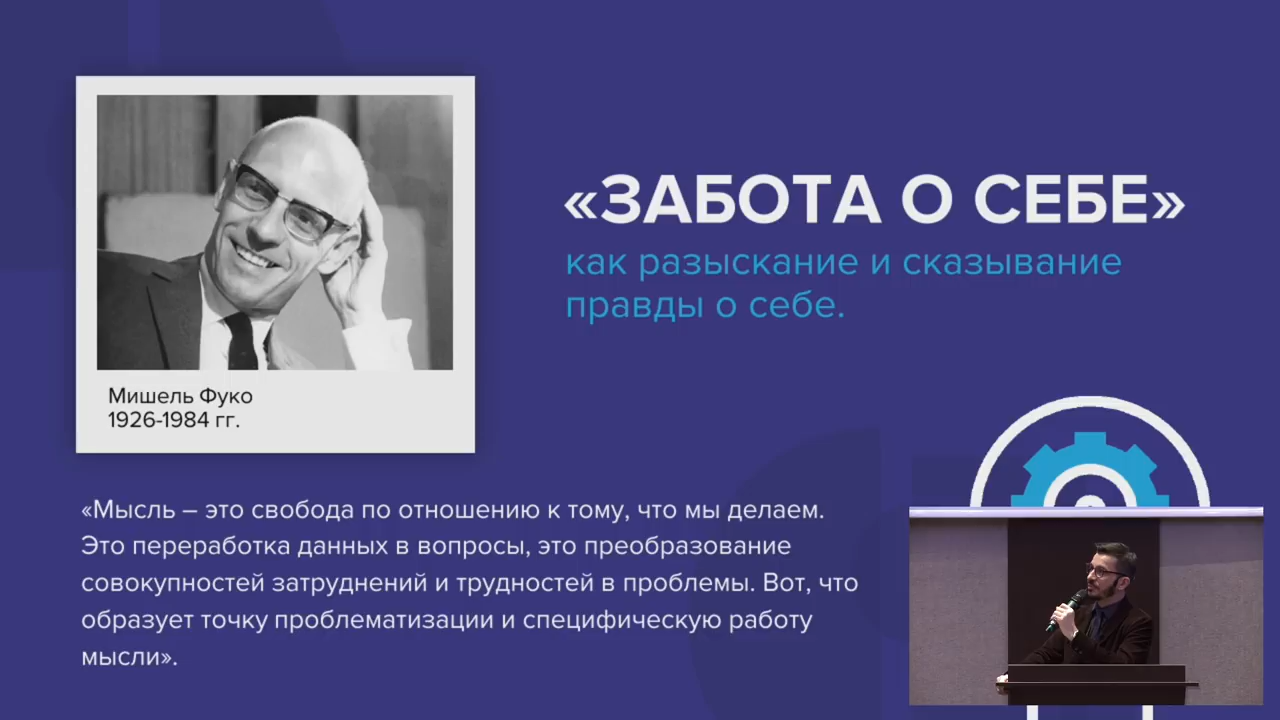 «ЗАБОТА О СЕБЕ»
как разыскание и сказывание
правды о себе.
Мишель Фуко
1926-1984 гг.
«Мысль – это свобода по отношению к тому, что мы делаем.
Это переработка данных в вопросы, это преобразование
совокупностей затруднений и трудностей в проблемы. Вот, что
образует точку проблематизации и специфическую работу
мысли».